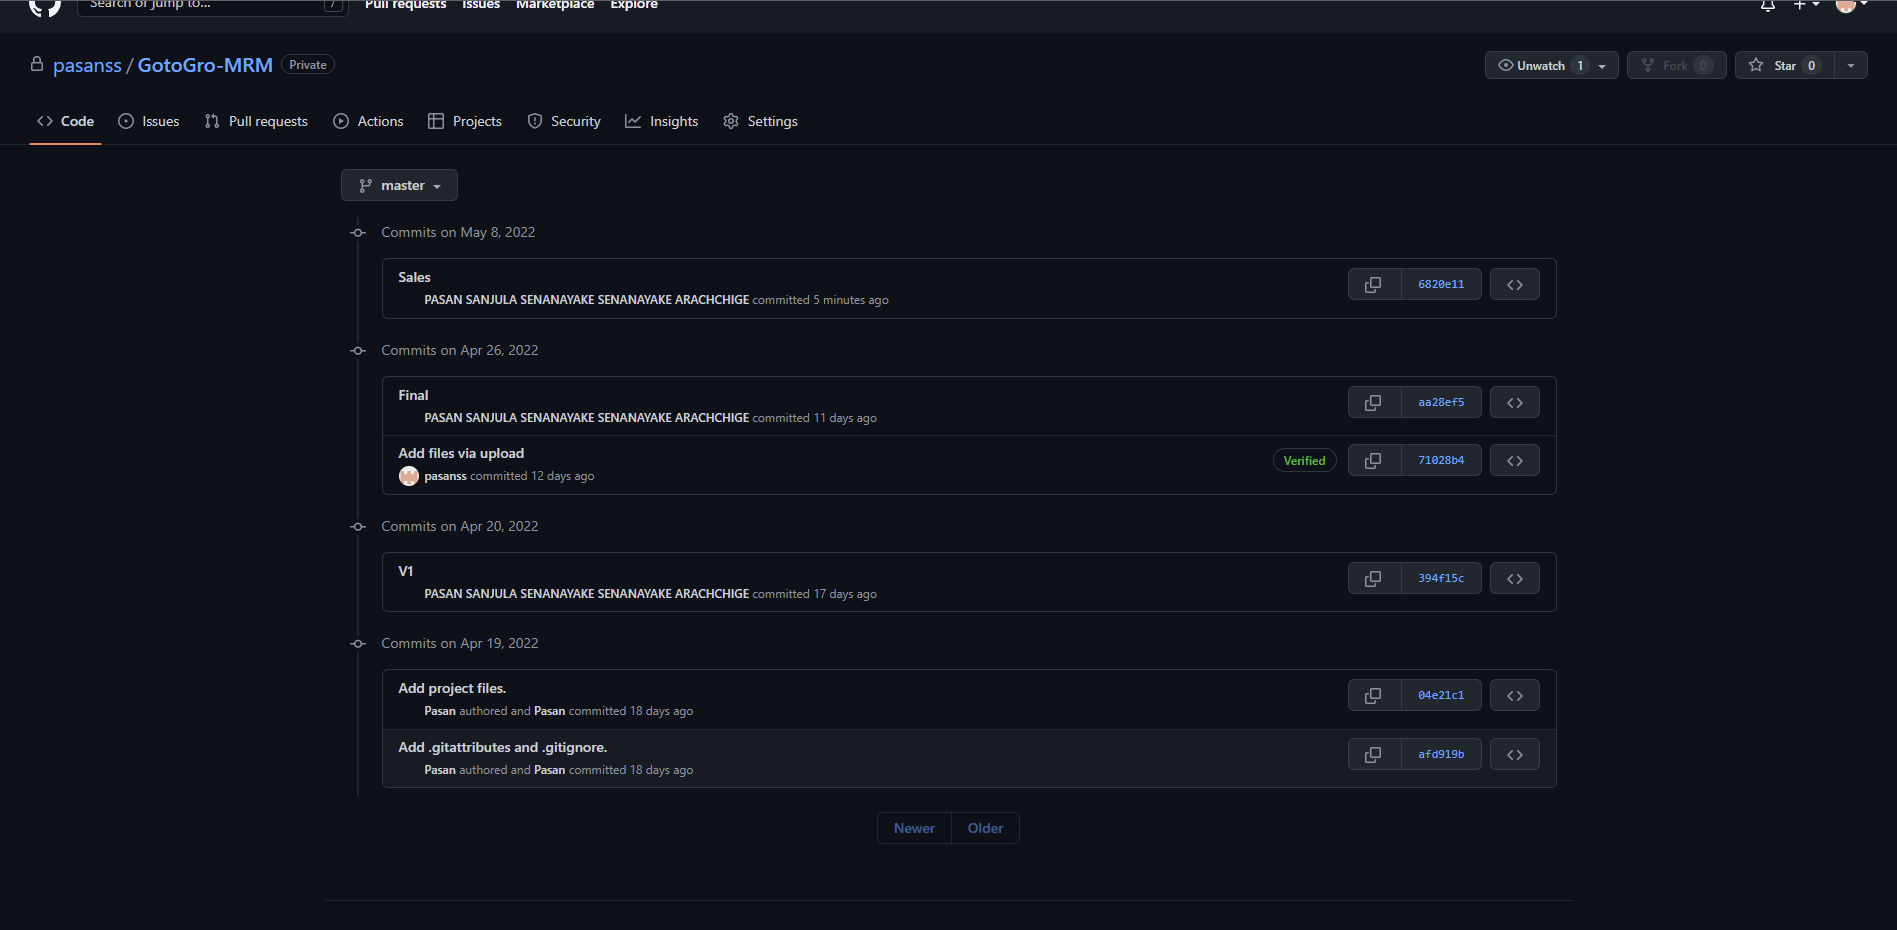 Search or jump to... / Pull requests Issues Marketplace Explore
pasanss / GotoGro-MRM Private Unwatch 1 Fork 0 Star 0
Code Issues Pull requests Actions Projects Security Insights Settings
master
Commits on May 8, 2022
Sales
PASAN SANJULA SENANAYAKE SENANAYAKE ARACHCHIGE committed 5 minutes ago
6820e11
Commits on Apr 26, 2022
Final
PASAN SANJULA SENANAYAKE SENANAYAKE ARACHCHIGE committed 11 days ago
aa28ef5
Add files via upload
pasanss committed 12 days ago
Verified 71028b4
Commits on Apr 20, 2022
V1
PASAN SANJULA SENANAYAKE SENANAYAKE ARACHCHIGE committed 17 days ago
394f15c
Commits on Apr 19, 2022
Add project files.
Pasan authored and Pasan committed 18 days ago
04e21c1
Add .gitattributes and .gitignore.
Pasan authored and Pasan committed 18 days ago
afd919b
Newer Older